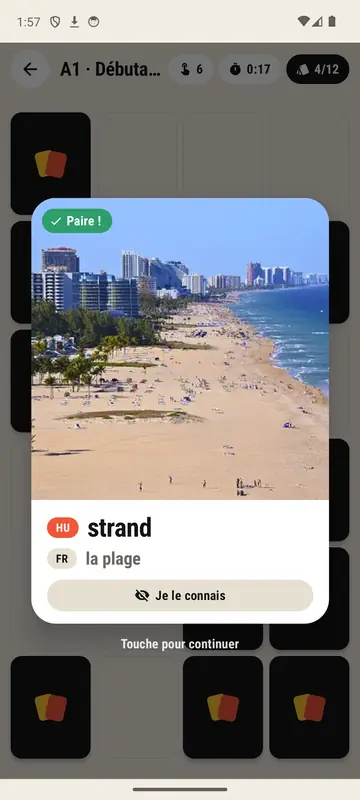 1:57
A1 · Débuta...
6
0:17
4/12
Paire !
HU strand
FR la plage
Je le connais
Touche pour continuer